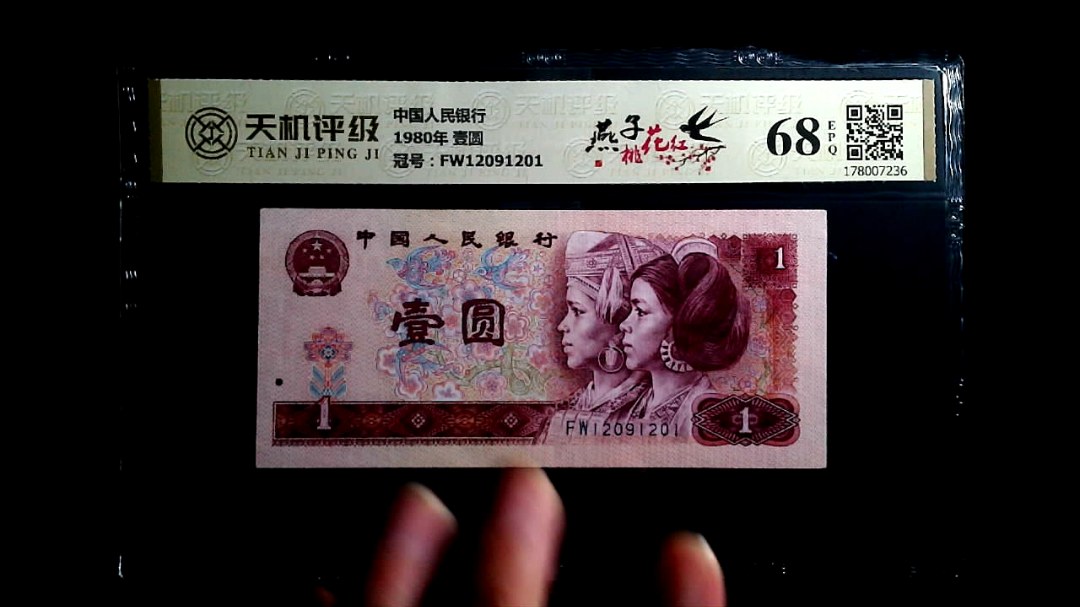 天机评级
TIAN JI PING JI
中国人民银行
1980年 壹圆
冠号：FW12091201
燕子
桃花红
68
EPQ
178007236
中国人民银行
1
壹圆
1
FW12091201
1